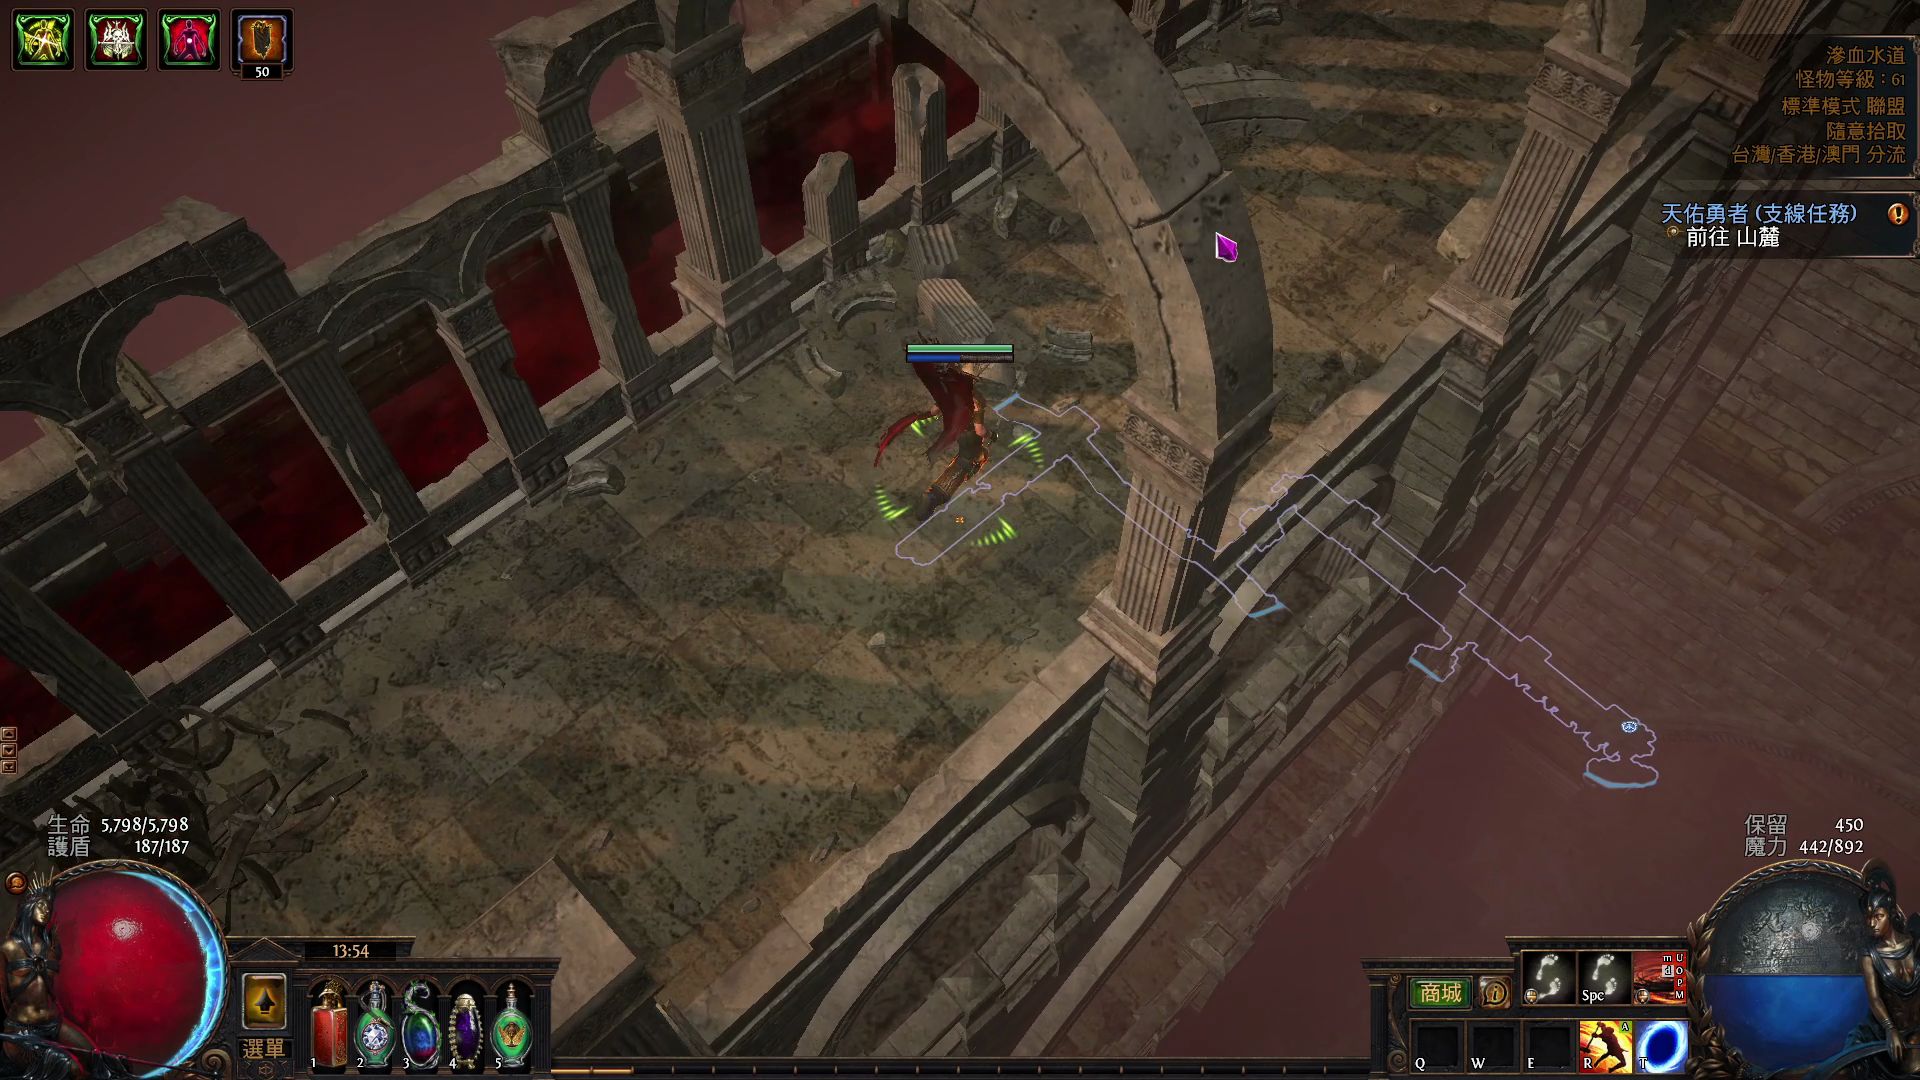 50
滲血水道
怪物等級：61
標準模式 聯盟
隨意拾取
台灣/香港/澳門 分流
天佑勇者 (支線任務)
前往 山麓
生命 5,798/5,798
護盾 187/187
保留 450
魔力 442/892
13:54
選單
1 2 3 4 5
商城
Spc
m U
d O
P
M
Q W E R A T